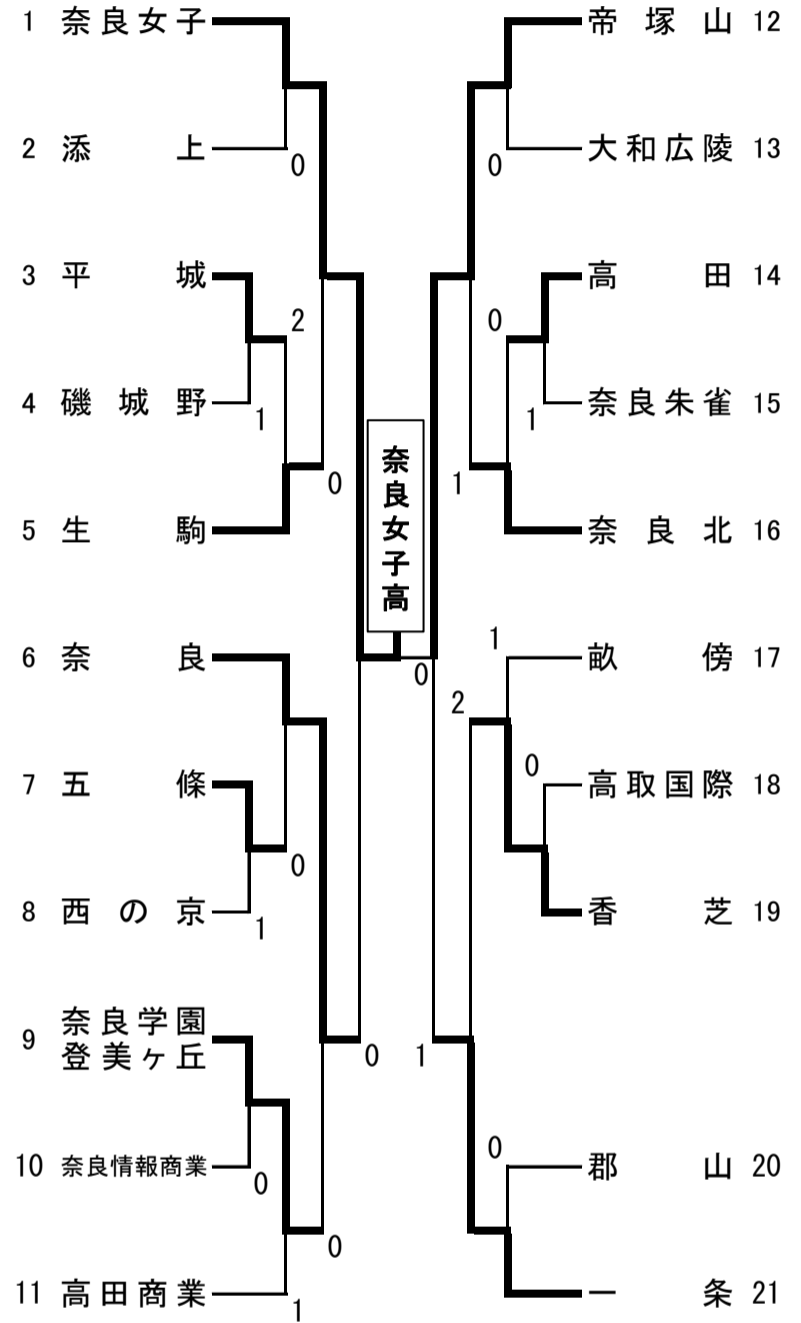 1 奈良女子
2 添上
0
3 平城
2
4 磯城野
1
0
5 生駒
6 奈良
7 五條
0
8 西の京
1
9 奈良学園
登美ヶ丘
0
10 奈良情報商業
0
0
11 高田商業
1
奈良女子高
0
帝塚山 12
大和広陵 13
0
高田 14
0
奈良朱雀 15
1
1
奈良北 16
1
畝傍 17
2
0
高取国際 18
香芝 19
1
0
郡山 20
一条 21